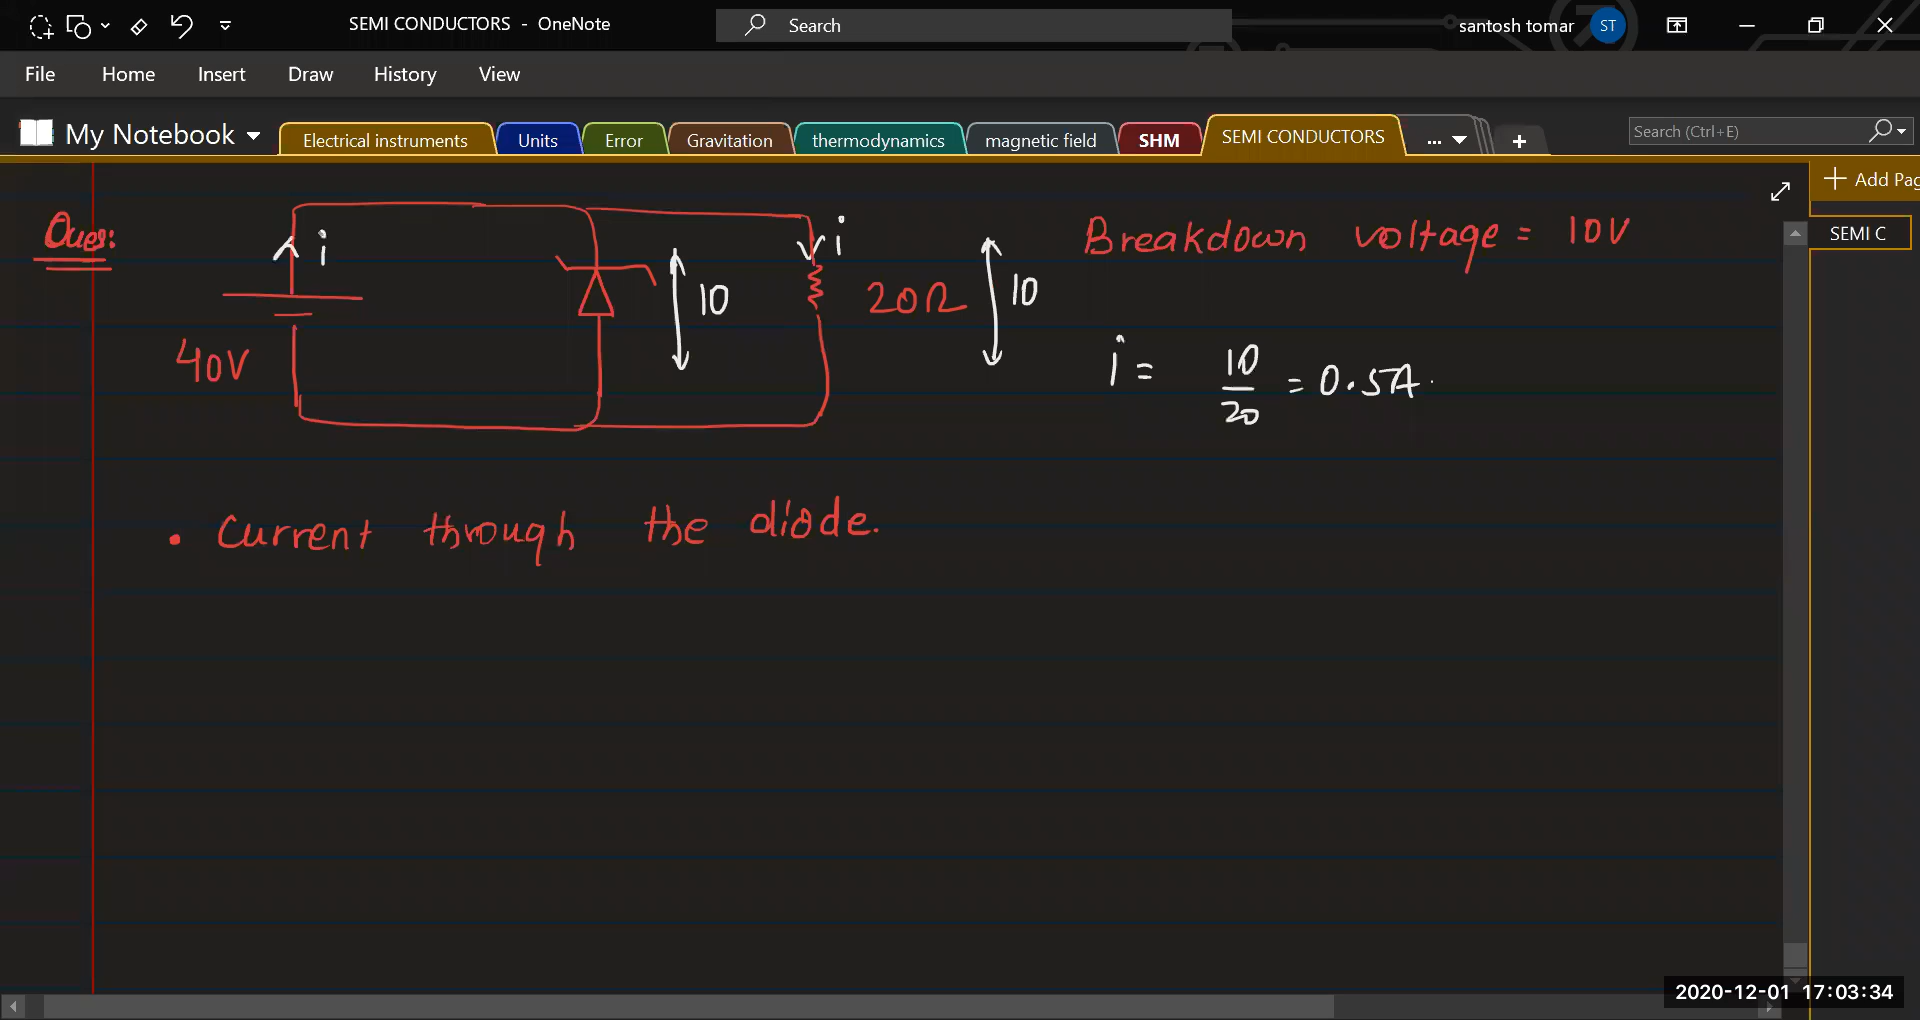 SEMI CONDUCTORS - OneNote
Search
santosh tomar
ST
File Home Insert Draw History View
My Notebook
Electrical instruments
Units
Error
Gravitation
thermodynamics
magnetic field
SHM
SEMI CONDUCTORS
...
+
Search (Ctrl+E)
+ Add Pag
SEMI C
Ques:
i
40V
10
i
20Ω
10
Breakdown voltage = 10V
i = 10/20 = 0.5A
• Current through the diode.
2020-12-01 17:03:34